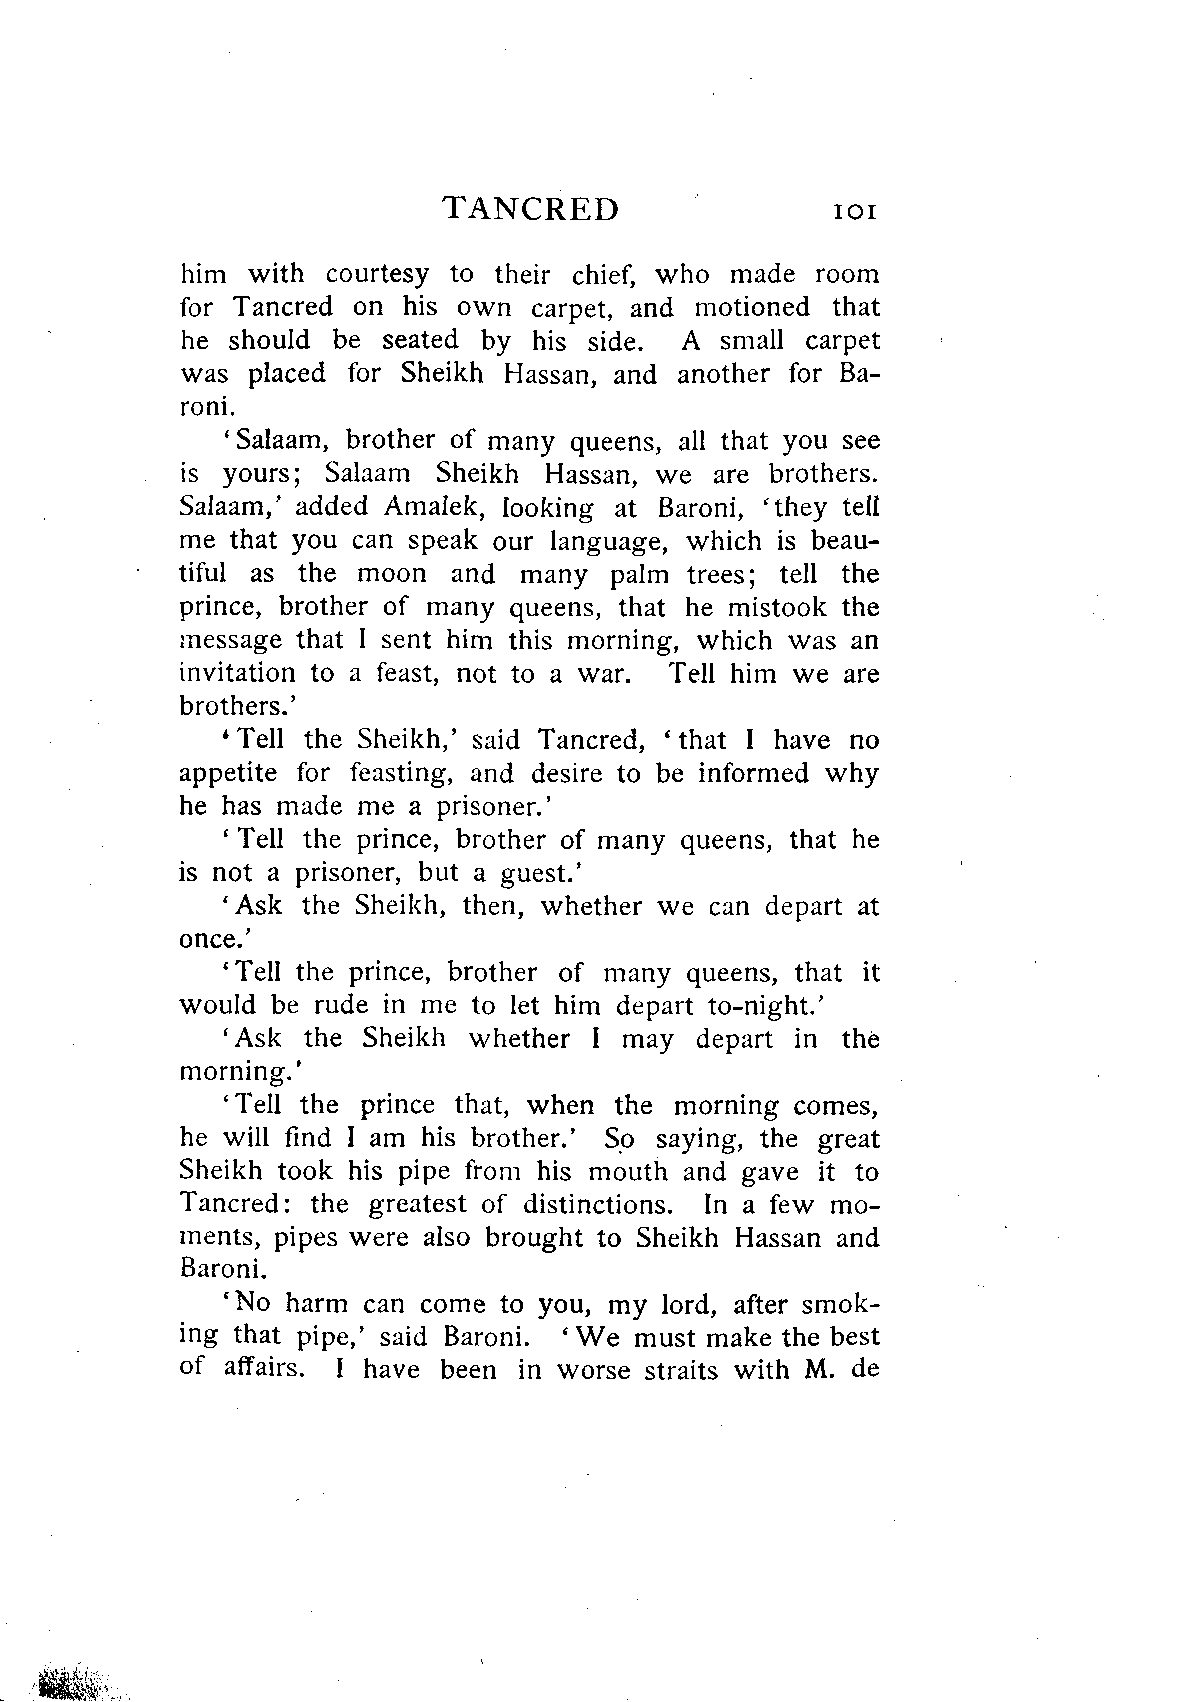 TANCRED 101
him with courtesy to their chief, who made room
for Tancred on his own carpet, and motioned that
he should be seated by his side. A small carpet
was placed for Sheikh Hassan, and another for Ba-
roni.
‘Salaam, brother of many queens, all that you see
is yours; Salaam Sheikh Hassan, we are brothers.
Salaam,’ added Amalek, looking at Baroni, ‘they tell
me that you can speak our language, which is beau-
tiful as the moon and many palm trees; tell the
prince, brother of many queens, that he mistook the
message that I sent him this morning, which was an
invitation to a feast, not to a war. Tell him we are
brothers.’
‘Tell the Sheikh,’ said Tancred, ‘that I have no
appetite for feasting, and desire to be informed why
he has made me a prisoner.’
‘Tell the prince, brother of many queens, that he
is not a prisoner, but a guest.’
‘Ask the Sheikh, then, whether we can depart at
once.’
‘Tell the prince, brother of many queens, that it
would be rude in me to let him depart to-night.’
‘Ask the Sheikh whether I may depart in the
morning.’
‘Tell the prince that, when the morning comes,
he will find I am his brother.’ So saying, the great
Sheikh took his pipe from his mouth and gave it to
Tancred: the greatest of distinctions. In a few mo-
ments, pipes were also brought to Sheikh Hassan and
Baroni.
‘No harm can come to you, my lord, after smok-
ing that pipe,’ said Baroni. ‘We must make the best
of affairs. I have been in worse straits with M. de